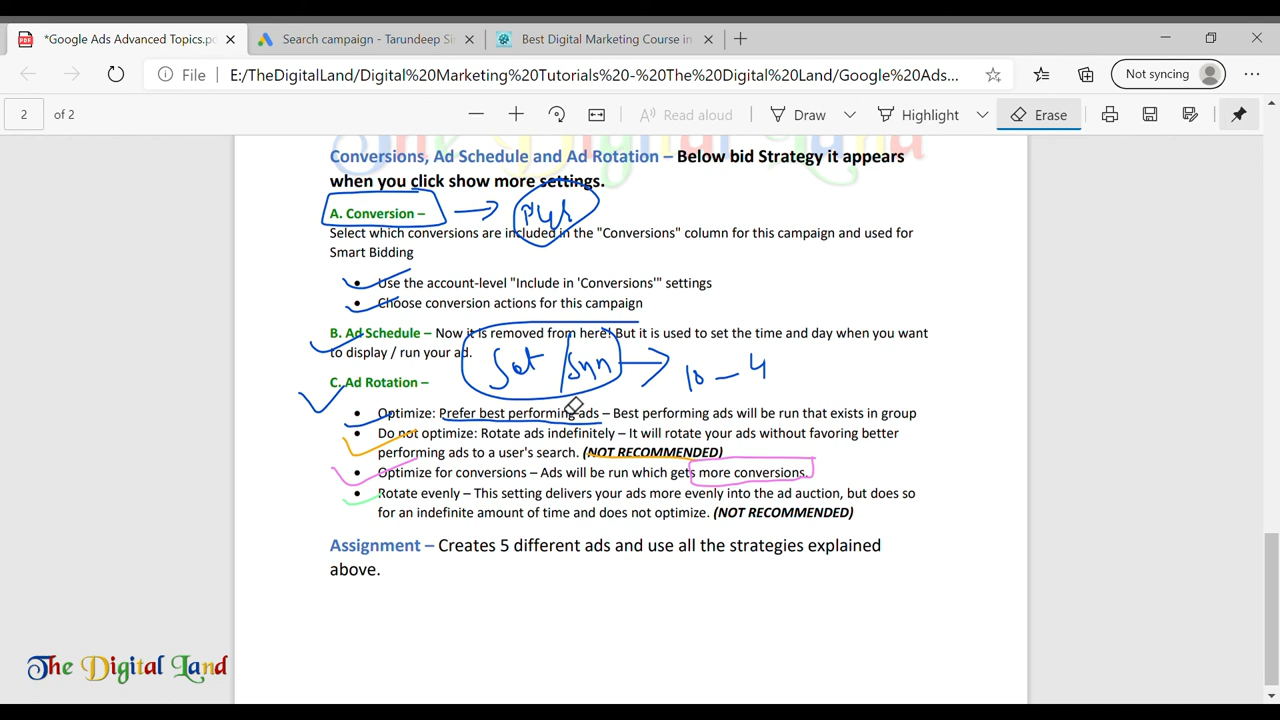 *Google Ads Advanced Topics.pd
Search campaign - Tarundeep Si
Best Digital Marketing Course in
File
E:/TheDigitalLand/Digital%20Marketing%20Tutorials%20-%20The%20Digital%20Land/Google%20Ads...
Not syncing
2 of 2
Read aloud
Draw
Highlight
Erase
The Digital Land
Conversions, Ad Schedule and Ad Rotation – Below bid Strategy it appears
when you click show more settings.
A. Conversion –
Select which conversions are included in the "Conversions" column for this campaign and used for
Smart Bidding
• Use the account-level "Include in 'Conversions'" settings
• Choose conversion actions for this campaign
B. Ad Schedule – Now it is removed from here! But it is used to set the time and day when you want
to display / run your ad.
Sat / Sun
10 – 4
C. Ad Rotation –
• Optimize: Prefer best performing ads – Best performing ads will be run that exists in group
• Do not optimize: Rotate ads indefinitely – It will rotate your ads without favoring better
performing ads to a user's search. (NOT RECOMMENDED)
• Optimize for conversions – Ads will be run which gets more conversions.
• Rotate evenly – This setting delivers your ads more evenly into the ad auction, but does so
for an indefinite amount of time and does not optimize. (NOT RECOMMENDED)
Assignment – Creates 5 different ads and use all the strategies explained
above.
The Digital Land